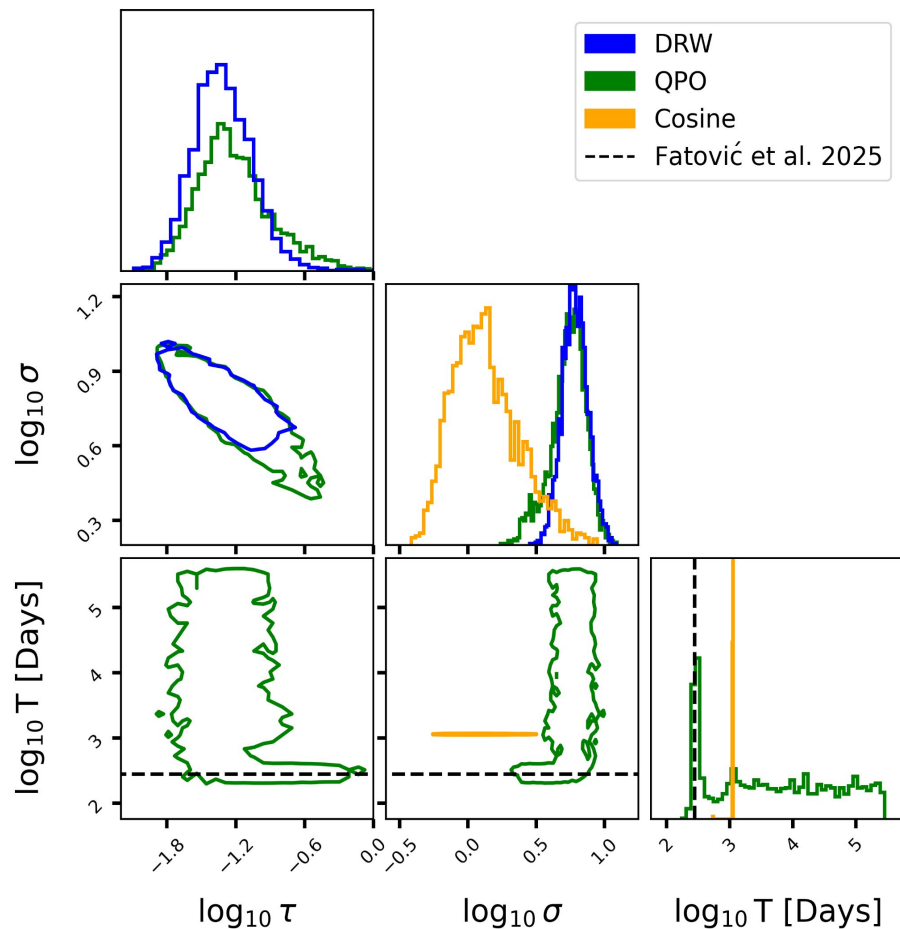 DRW
QPO
Cosine
Fatović et al. 2025
log₁₀ σ
1.2
0.9
0.6
0.3
log₁₀ T [Days]
5
4
3
2
−1.8
−1.2
−0.6
0.0
−0.5
0.0
0.5
1.0
2
3
4
5
log₁₀ τ
log₁₀ σ
log₁₀ T [Days]